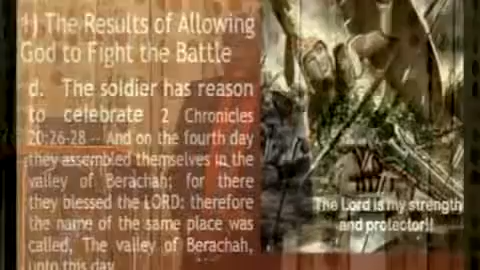 1) The Results of Allowing
God to Fight the Battle
d. The soldier has reason
to celebrate 2 Chronicles
20:26-28 -- And on the fourth day
they assembled themselves in the
valley of Berachah; for there
they blessed the LORD: therefore
the name of the same place was
called, The valley of Berachah,
unto this day
The Lord is my strength
and protector!!